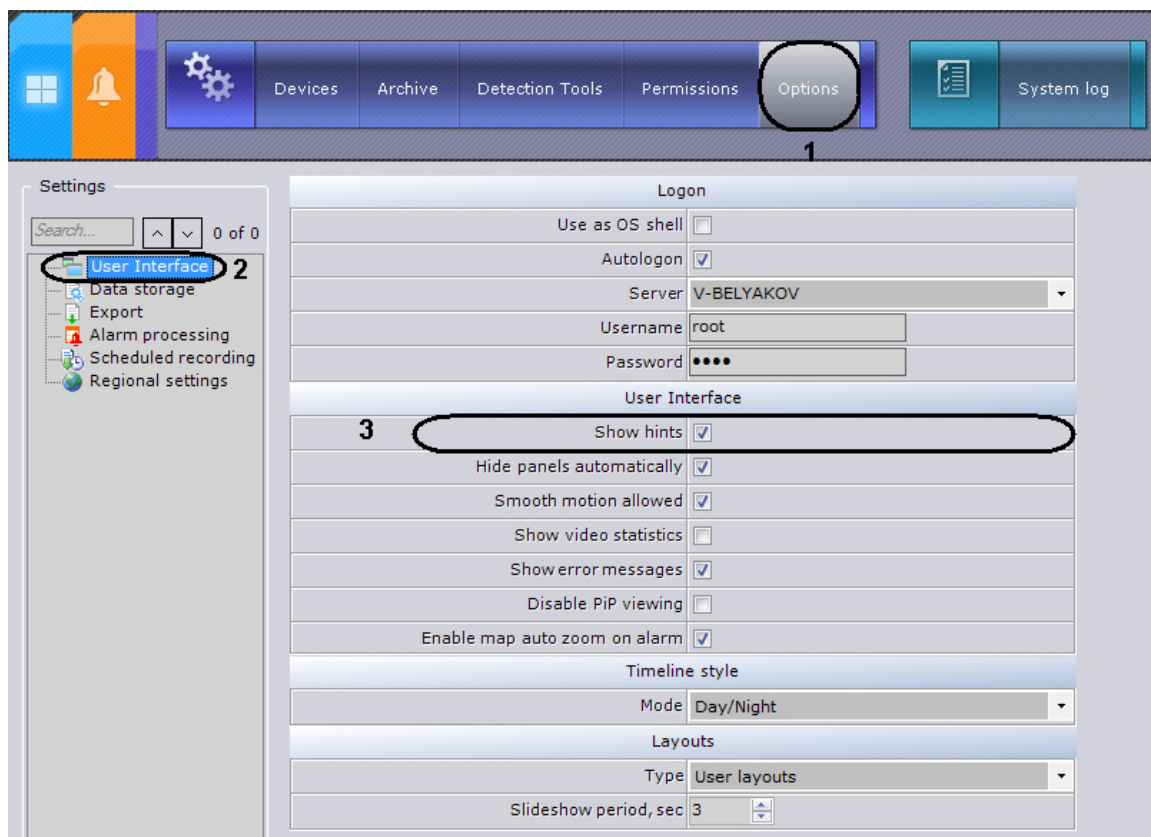 Devices Archive Detection Tools Permissions Options System log
1
Settings
Search... 0 of 0
User Interface 2
Data storage
Export
Alarm processing
Scheduled recording
Regional settings
Logon
Use as OS shell
Autologon
Server V-BELYAKOV
Username root
Password ••••
User Interface
3 Show hints
Hide panels automatically
Smooth motion allowed
Show video statistics
Show error messages
Disable PiP viewing
Enable map auto zoom on alarm
Timeline style
Mode Day/Night
Layouts
Type User layouts
Slideshow period, sec 3